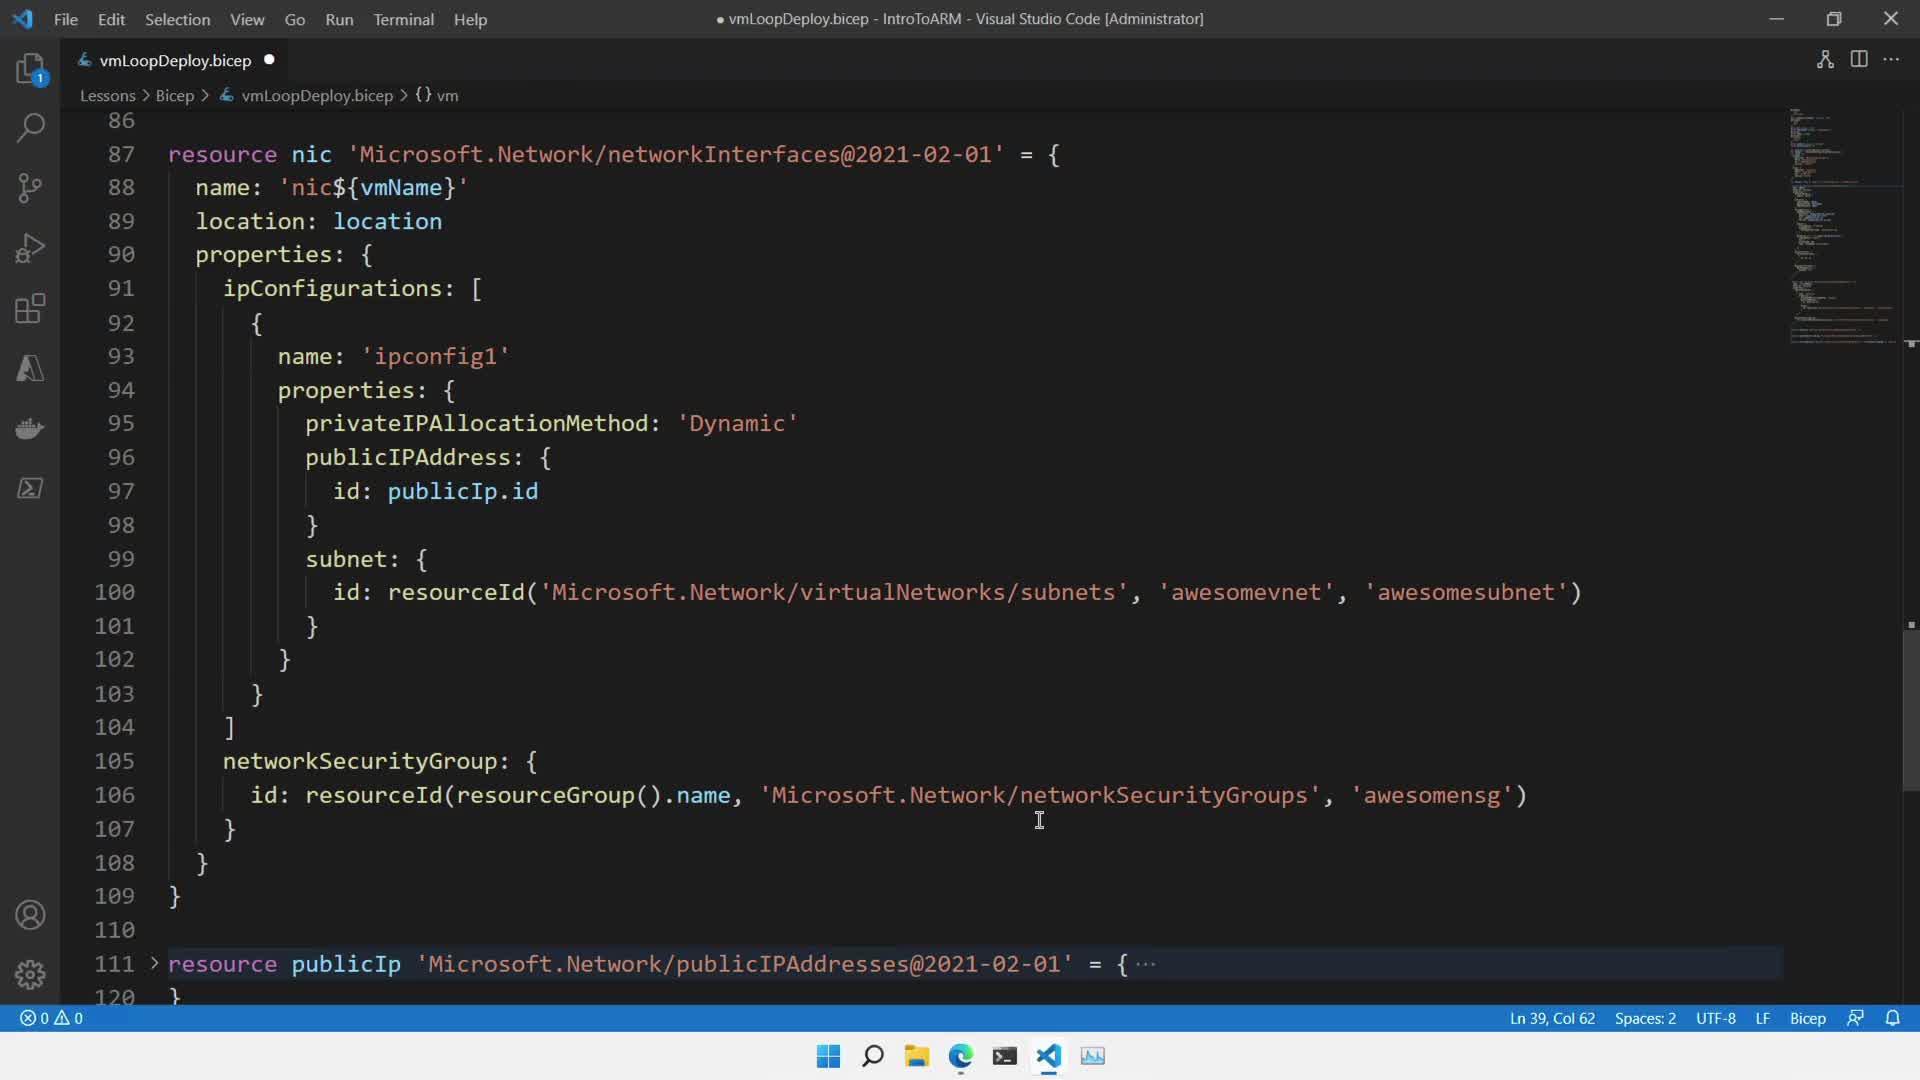 File Edit Selection View Go Run Terminal Help
● vmLoopDeploy.bicep - IntroToARM - Visual Studio Code [Administrator]
vmLoopDeploy.bicep ●
1
Lessons > Bicep > vmLoopDeploy.bicep > {} vm
86
87 resource nic 'Microsoft.Network/networkInterfaces@2021-02-01' = {
88 name: 'nic${vmName}'
89 location: location
90 properties: {
91 ipConfigurations: [
92 {
93 name: 'ipconfig1'
94 properties: {
95 privateIPAllocationMethod: 'Dynamic'
96 publicIPAddress: {
97 id: publicIp.id
98 }
99 subnet: {
100 id: resourceId('Microsoft.Network/virtualNetworks/subnets', 'awesomevnet', 'awesomesubnet')
101 }
102 }
103 }
104 ]
105 networkSecurityGroup: {
106 id: resourceId(resourceGroup().name, 'Microsoft.Network/networkSecurityGroups', 'awesomensg')
107 }
108 }
109 }
110
111 > resource publicIp 'Microsoft.Network/publicIPAddresses@2021-02-01' = { ···
120 }
0 0
Ln 39, Col 62 Spaces: 2 UTF-8 LF Bicep